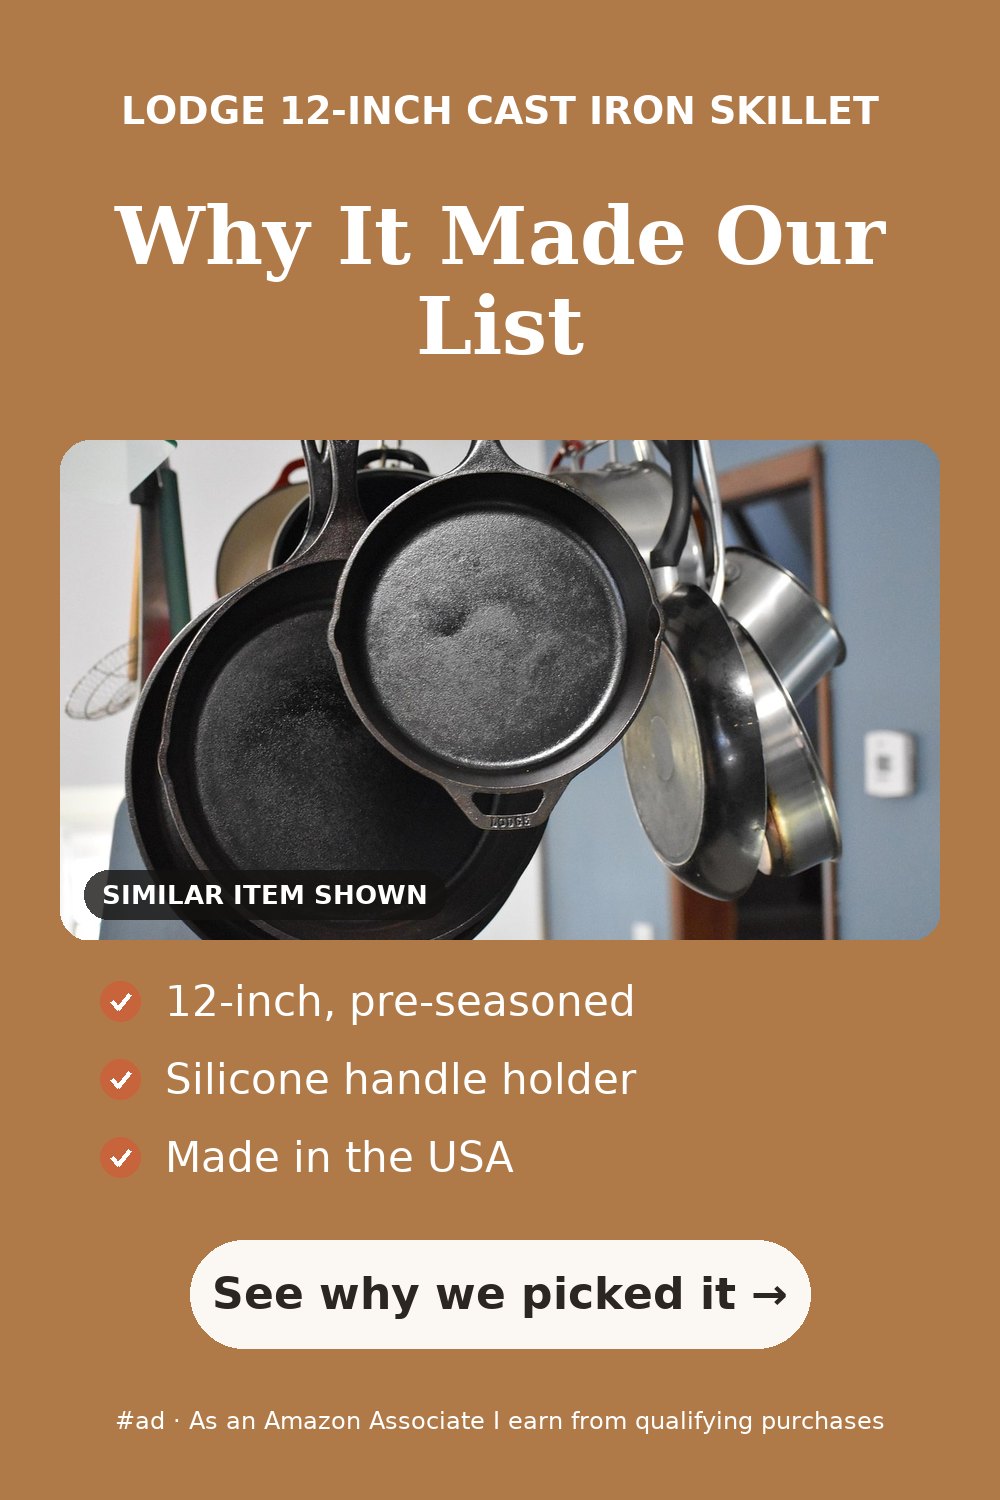 LODGE 12-INCH CAST IRON SKILLET
Why It Made Our
List
LODGE
SIMILAR ITEM SHOWN
12-inch, pre-seasoned
Silicone handle holder
Made in the USA
See why we picked it →
#ad · As an Amazon Associate I earn from qualifying purchases